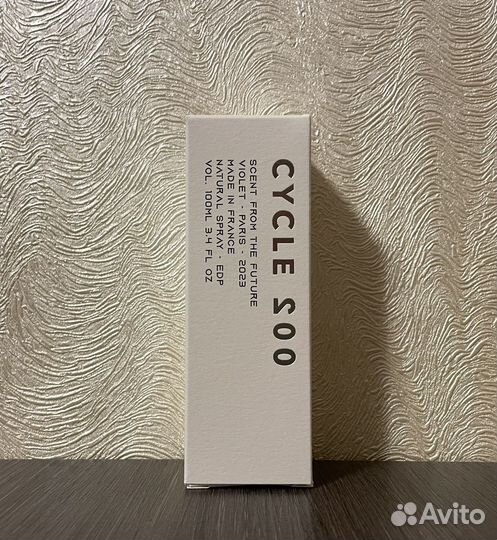 CYCLE 200
SCENT FROM THE FUTURE
VIOLET · PARIS · 2023
MADE IN FRANCE
NATURAL SPRAY · EDP
VOL. 100ML 3.4 FL OZ
Avito